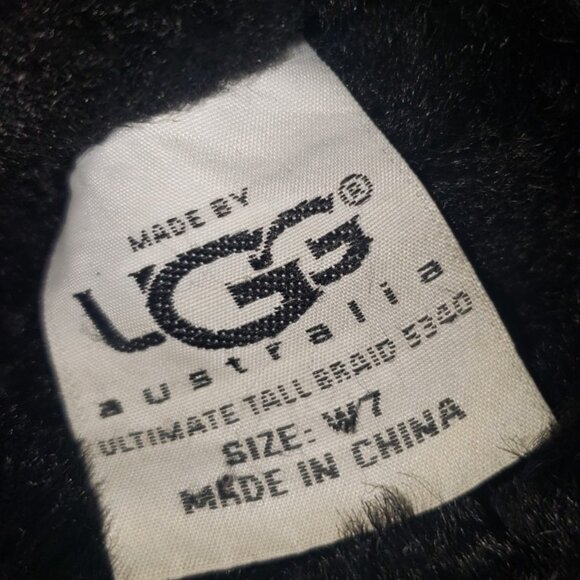 MADE BY
UGG®
australia
ULTIMATE TALL BRAID 5340
SIZE: W7
MADE IN CHINA